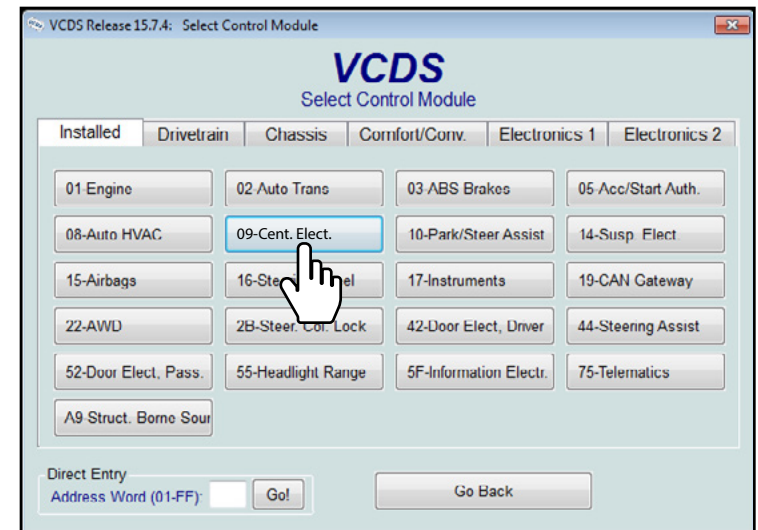 VCDS Release 15.7.4: Select Control Module
VCDS
Select Control Module
Installed Drivetrain Chassis Comfort/Conv. Electronics 1 Electronics 2
01-Engine 02-Auto Trans 03-ABS Brakes 05-Acc/Start Auth.
08-Auto HVAC 09-Cent. Elect. 10-Park/Steer Assist 14-Susp. Elect.
15-Airbags 17-Instruments 19-CAN Gateway
22-AWD 2B-Steer. Col. Lock 42-Door Elect, Driver 44-Steering Assist
52-Door Elect, Pass. 55-Headlight Range 5F-Information Electr. 75-Telematics
A9-Struct. Borne Soun
Direct Entry
Address Word (01-FF): Go! Go Back